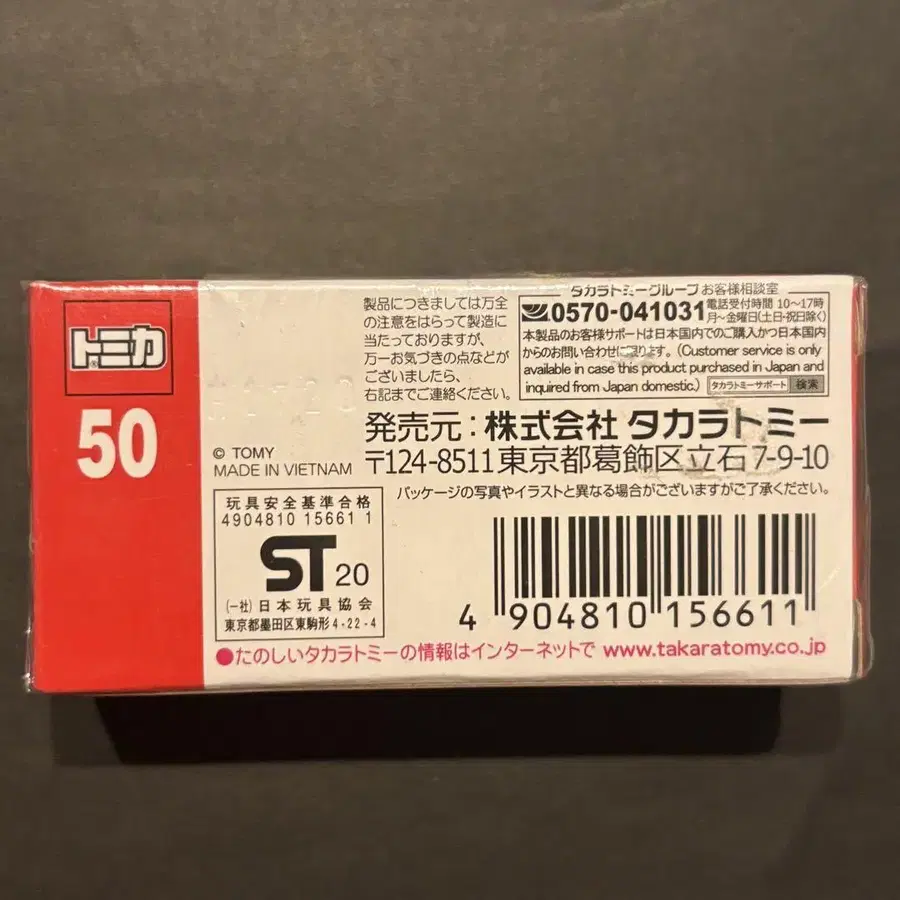 トミカ
50
製品につきましては万全
の注意をはらって製造に
当たっておりますが、
万一お気づきの点などが
ございましたら、
右記までご連絡ください。
タカラトミーグループお客様相談室
0570-041031 電話受付時間 10〜17時
月〜金曜日(土日・祝日除く)
本製品のお客様サポートは日本国内でのご購入かつ日本国内
からのお問い合わせに限ります。(Customer service is only
available in case this product purchased in Japan and
inquired from Japan domestic.) タカラトミーサポート 検索
© TOMY
MADE IN VIETNAM
発売元：株式会社 タカラトミー
〒124-8511 東京都葛飾区立石 7-9-10
パッケージの写真やイラストと異なる場合がございますがご了承ください。
玩具安全基準合格
4904810 15661 1
ST 20
(一社)日本玩具協会
東京都墨田区東駒形4-22-4
4 904810 156611
●たのしいタカラトミーの情報はインターネットで www.takaratomy.co.jp